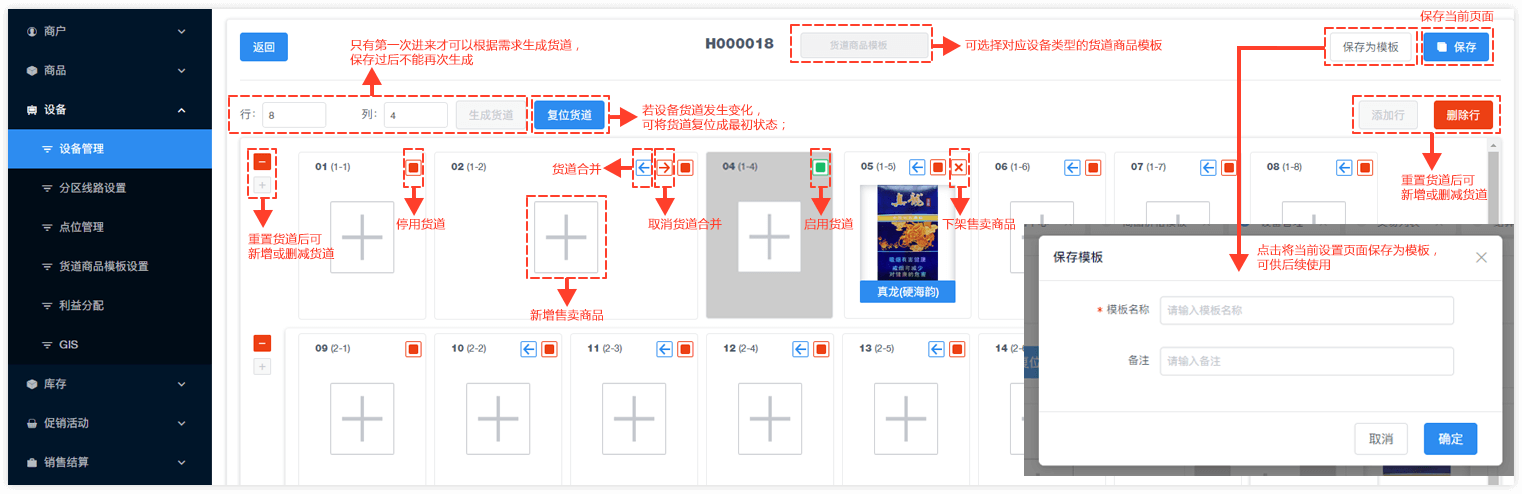 商户
商品
设备
设备管理
分区线路设置
点位管理
货道商品模板设置
利益分配
GIS
库存
促销活动
销售结算
返回
只有第一次进来才可以根据需求生成货道，
保存过后不能再次生成
H000018
货道商品模板
可选择对应设备类型的货道商品模板
保存当前页面
保存为模板
保存
行：
8
列：
4
生成货道
复位货道
若设备货道发生变化，
可将货道复位成最初状态；
添加行
删除行
重置货道后可
新增或删减货道
01 (1-1)
停用货道
02 (1-2)
货道合并
取消货道合并
新增售卖商品
04 (1-4)
启用货道
05 (1-5)
下架售卖商品
真龙(硬海韵)
06 (1-6)
07 (1-7)
08 (1-8)
重置货道后可
新增或删减货道
09 (2-1)
10 (2-2)
11 (2-3)
12 (2-4)
13 (2-5)
14
保存模板
点击将当前设置页面保存为模板，
可供后续使用
* 模板名称
请输入模板名称
备注
请输入备注
取消
确定